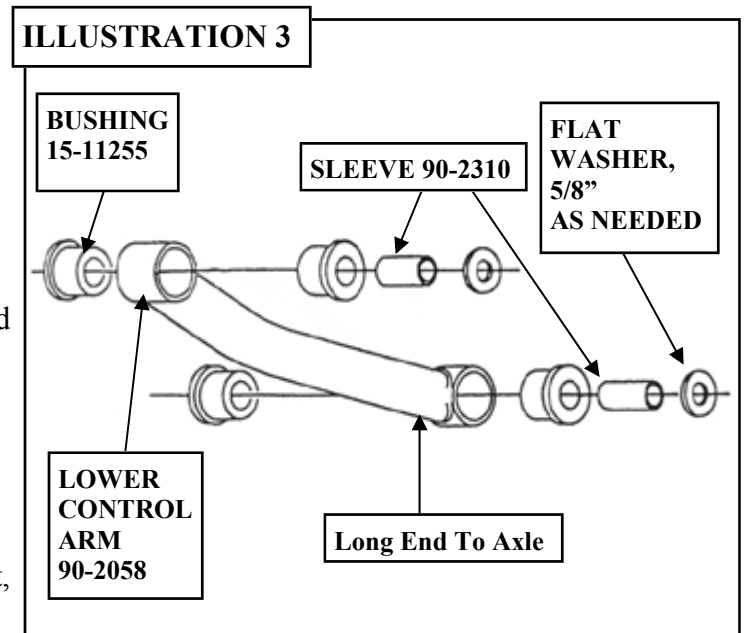 ILLUSTRATION 3
BUSHING
15-11255
SLEEVE 90-2310
FLAT
WASHER,
5/8”
AS NEEDED
LOWER
CONTROL
ARM
90-2058
Long End To Axle